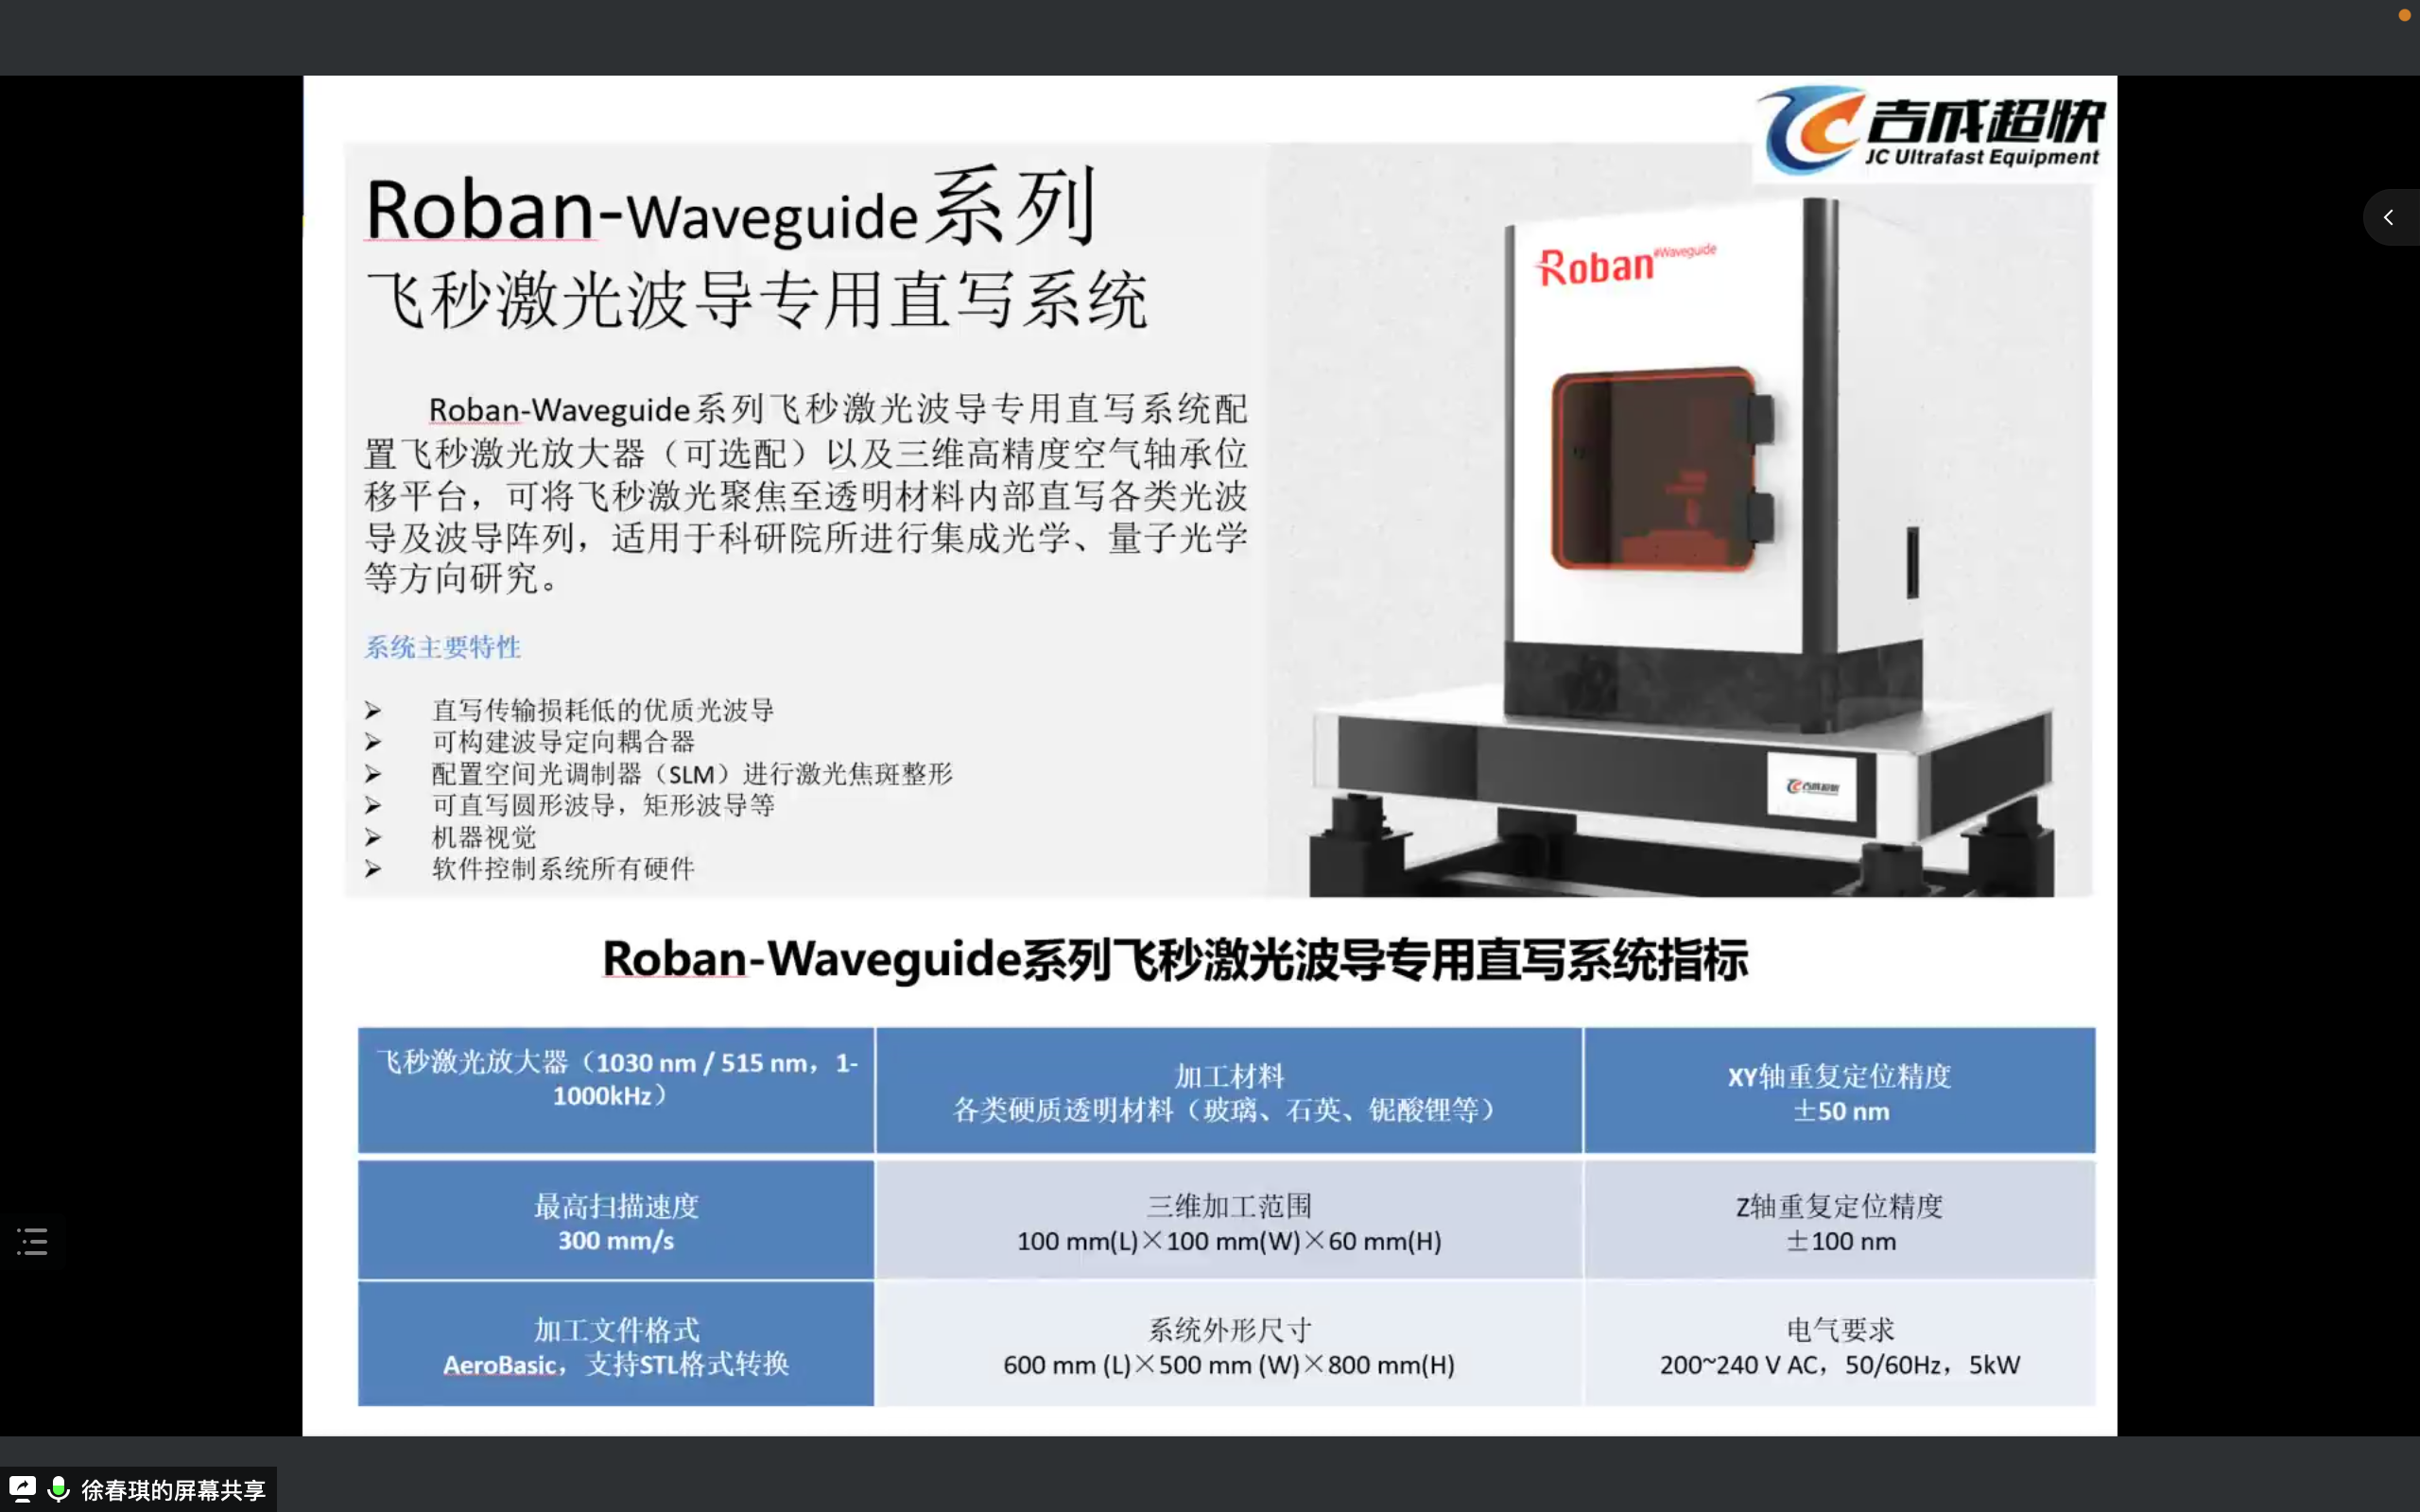 吉成超快
JC Ultrafast Equipment
Roban-Waveguide系列
飞秒激光波导专用直写系统
Roban #Waveguide
Roban-Waveguide系列飞秒激光波导专用直写系统配
置飞秒激光放大器（可选配）以及三维高精度空气轴承位
移平台，可将飞秒激光聚焦至透明材料内部直写各类光波
导及波导阵列，适用于科研院所进行集成光学、量子光学
等方向研究。
系统主要特性
➢ 直写传输损耗低的优质光波导
➢ 可构建波导定向耦合器
➢ 配置空间光调制器（SLM）进行激光焦斑整形
➢ 可直写圆形波导，矩形波导等
➢ 机器视觉
➢ 软件控制系统所有硬件
吉成超快
Roban-Waveguide系列飞秒激光波导专用直写系统指标
飞秒激光放大器（1030 nm / 515 nm，1-
1000kHz）
加工材料
各类硬质透明材料（玻璃、石英、铌酸锂等）
XY轴重复定位精度
±50 nm
最高扫描速度
300 mm/s
三维加工范围
100 mm(L)×100 mm(W)×60 mm(H)
Z轴重复定位精度
±100 nm
加工文件格式
AeroBasic，支持STL格式转换
系统外形尺寸
600 mm (L)×500 mm (W)×800 mm(H)
电气要求
200~240 V AC，50/60Hz，5kW
徐春琪的屏幕共享